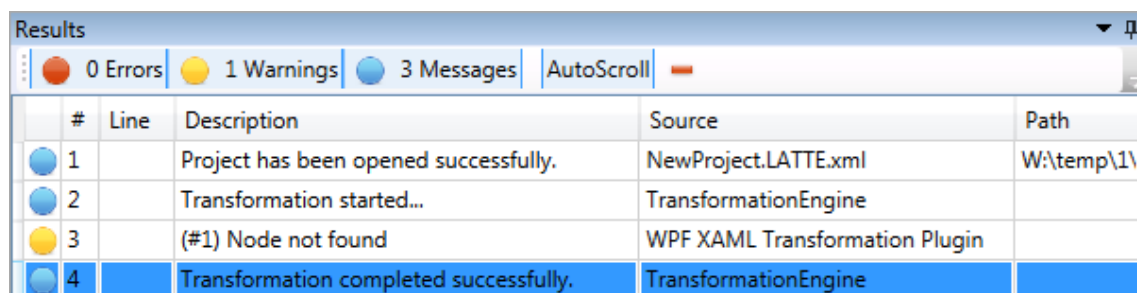 Results
0 Errors 1 Warnings 3 Messages AutoScroll
# Line Description Source Path
1 Project has been opened successfully. NewProject.LATTE.xml W:\temp\1\
2 Transformation started... TransformationEngine
3 (#1) Node not found WPF XAML Transformation Plugin
4 Transformation completed successfully. TransformationEngine